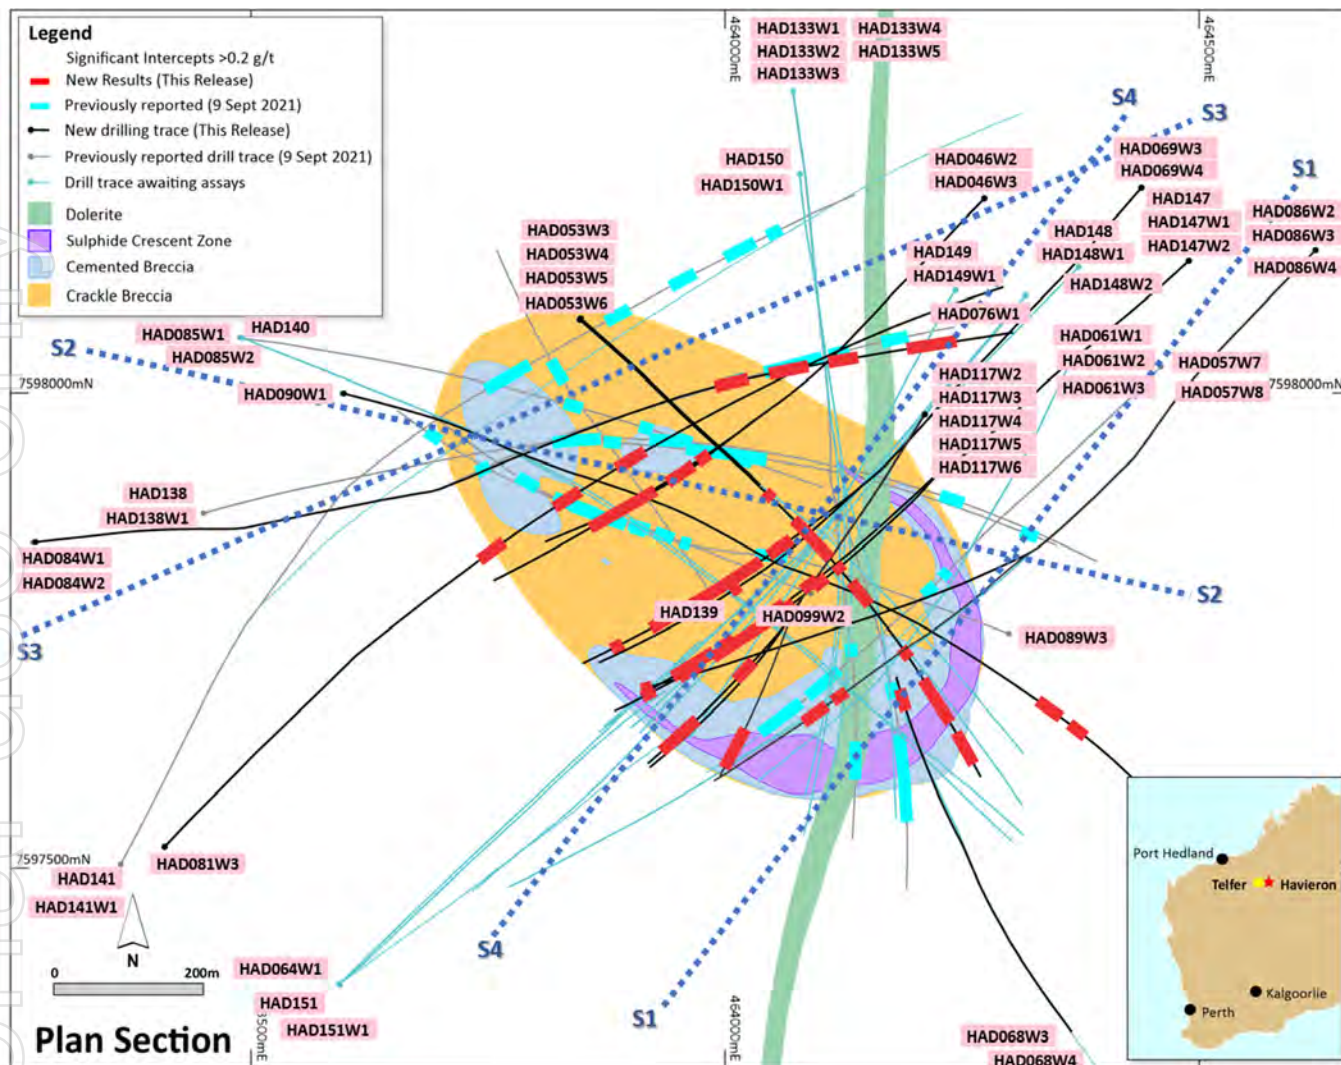 Legend
Significant Intercepts >0.2 g/t
New Results (This Release)
Previously reported (9 Sept 2021)
New drilling trace (This Release)
Previously reported drill trace (9 Sept 2021)
Drill trace awaiting assays
Dolerite
Sulphide Crescent Zone
Cemented Breccia
Crackle Breccia
464000mE
464500mE
HAD133W1
HAD133W2
HAD133W3
HAD133W4
HAD133W5
S4
S3
S1
HAD150
HAD150W1
HAD046W2
HAD046W3
HAD069W3
HAD069W4
HAD147
HAD147W1
HAD147W2
HAD086W2
HAD086W3
HAD086W4
HAD053W3
HAD053W4
HAD053W5
HAD053W6
HAD149
HAD149W1
HAD148
HAD148W1
HAD148W2
HAD076W1
HAD085W1
HAD140
HAD085W2
S2
7598000mN
HAD090W1
HAD061W1
HAD061W2
HAD061W3
HAD057W7
HAD057W8
7598000mN
HAD117W2
HAD117W3
HAD117W4
HAD117W5
HAD117W6
HAD138
HAD138W1
HAD084W1
HAD084W2
S3
S2
HAD139
HAD099W2
HAD089W3
7597500mN
HAD141
HAD141W1
HAD081W3
N
0
200m
Plan Section
HAD064W1
HAD151
HAD151W1
3500mE
S4
S1
464000mE
HAD068W3
HAD068W4
Port Hedland
Telfer
Havieron
Kalgoorlie
Perth